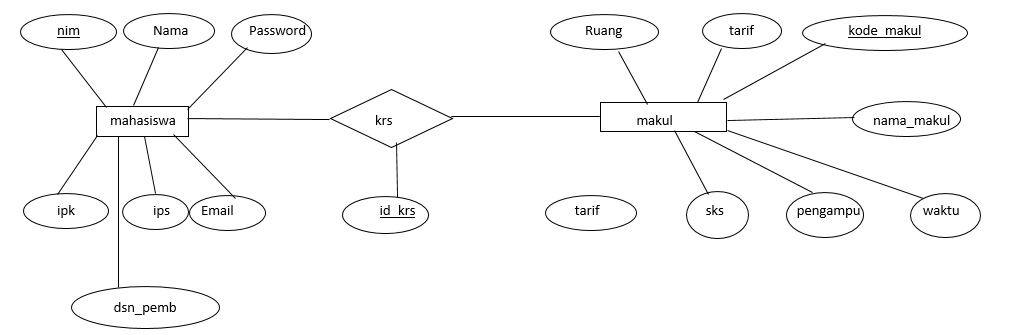 nim
Nama
Password
Ruang
tarif
kode_makul
mahasiswa
krs
makul
nama_makul
ipk
ips
Email
id_krs
tarif
sks
pengampu
waktu
dsn_pemb